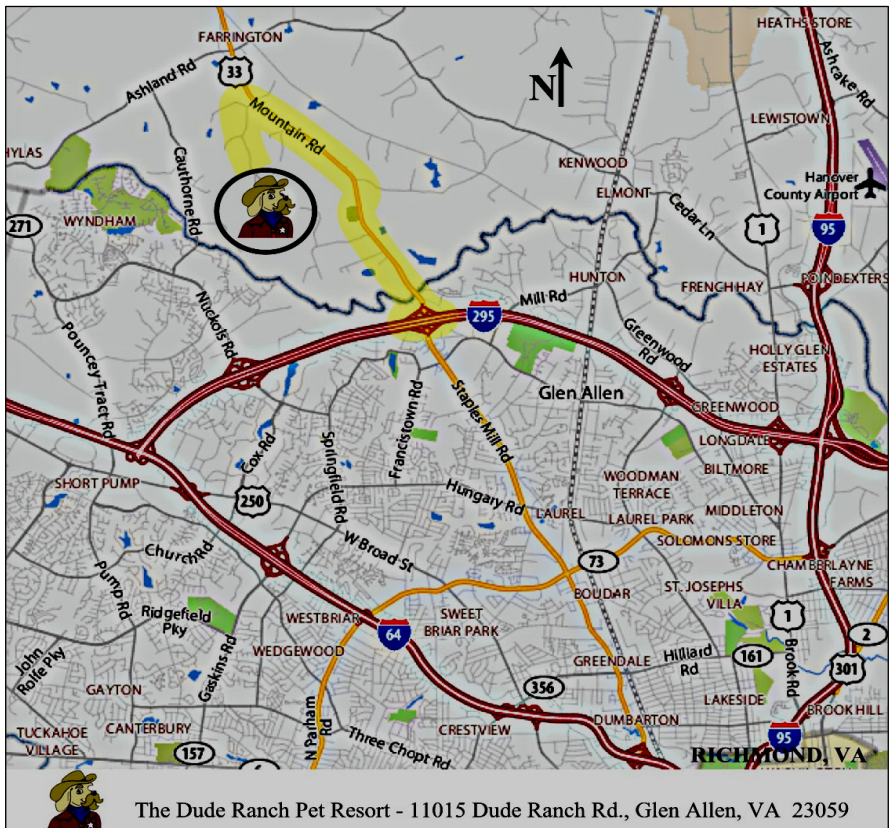 HEATHS STORE
FARRINGTON
33
Ashland Rd
Ashcake Rd
N
Mountain Rd
LEWISTOWN
HYLAS
Cauthorne Rd
KENWOOD
ELMONT
Hanover
County Airport
WYNDHAM
271
Cedar Ln
1
95
HUNTON
FRENCH HAY
POINDEXTERS
Mill Rd
295
Nuckols Rd
Pouncey Tract Rd
Greenwood
Rd
HOLLY GLEN
ESTATES
Glen Allen
Staples Mill Rd
Francistown Rd
GREENWOOD
LONGDALE
Cox Rd
Springfield Rd
BILTMORE
WOODMAN
TERRACE
SHORT PUMP
250
Hungary Rd
LAUREL
LAUREL PARK
MIDDLETON
SOLOMONS STORE
Church Rd
W Broad St
73
CHAMBERLAYNE
FARMS
Pump Rd
BOUDAR
ST. JOSEPHS
VILLA
Ridgefield
Pky
WESTBRIAR
64
SWEET
BRIAR PARK
1
2
WEDGEWOOD
John
Rolfe Pky
Gaskins Rd
GREENDALE
Hilliard
Rd
161
Brook Rd
301
GAYTON
356
LAKESIDE
BROOK HILL
TUCKAHOE
VILLAGE
CANTERBURY
N Parham
Rd
CRESTVIEW
DUMBARTON
157
Three Chopt Rd
95
RICHMOND, VA
The Dude Ranch Pet Resort - 11015 Dude Ranch Rd., Glen Allen, VA 23059